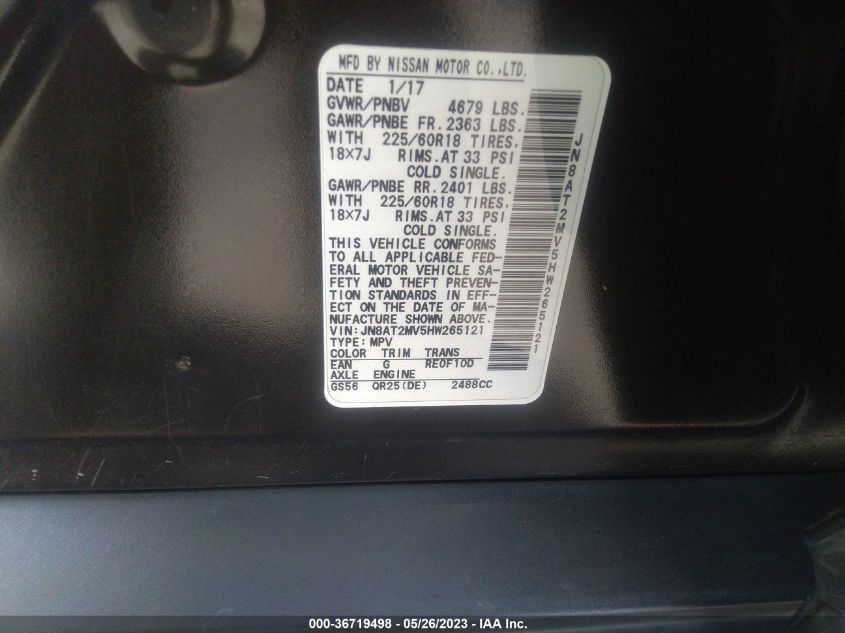 MFD BY NISSAN MOTOR CO.,LTD.
DATE 1/17
GVWR/PNBV 4679 LBS.
GAWR/PNBE FR.2363 LBS.
WITH 225/60R18 TIRES,
18×7J RIMS.AT 33 PSI
COLD SINGLE.
GAWR/PNBE RR.2401 LBS.
WITH 225/60R18 TIRES,
18×7J RIMS.AT 33 PSI
COLD SINGLE.
THIS VEHICLE CONFORMS
TO ALL APPLICABLE FED-
ERAL MOTOR VEHICLE SA-
FETY AND THEFT PREVEN-
TION STANDARDS IN EFF-
ECT ON THE DATE OF MA-
NUFACTURE SHOWN ABOVE.
VIN:JN8AT2MV5HW265121
TYPE:MPV
COLOR TRIM TRANS
EAN G RE0F10D
AXLE ENGINE
GS56 QR25(DE) 2488CC
JN8AT2MV5HW265121
000-36719498 - 05/26/2023 - IAA Inc.